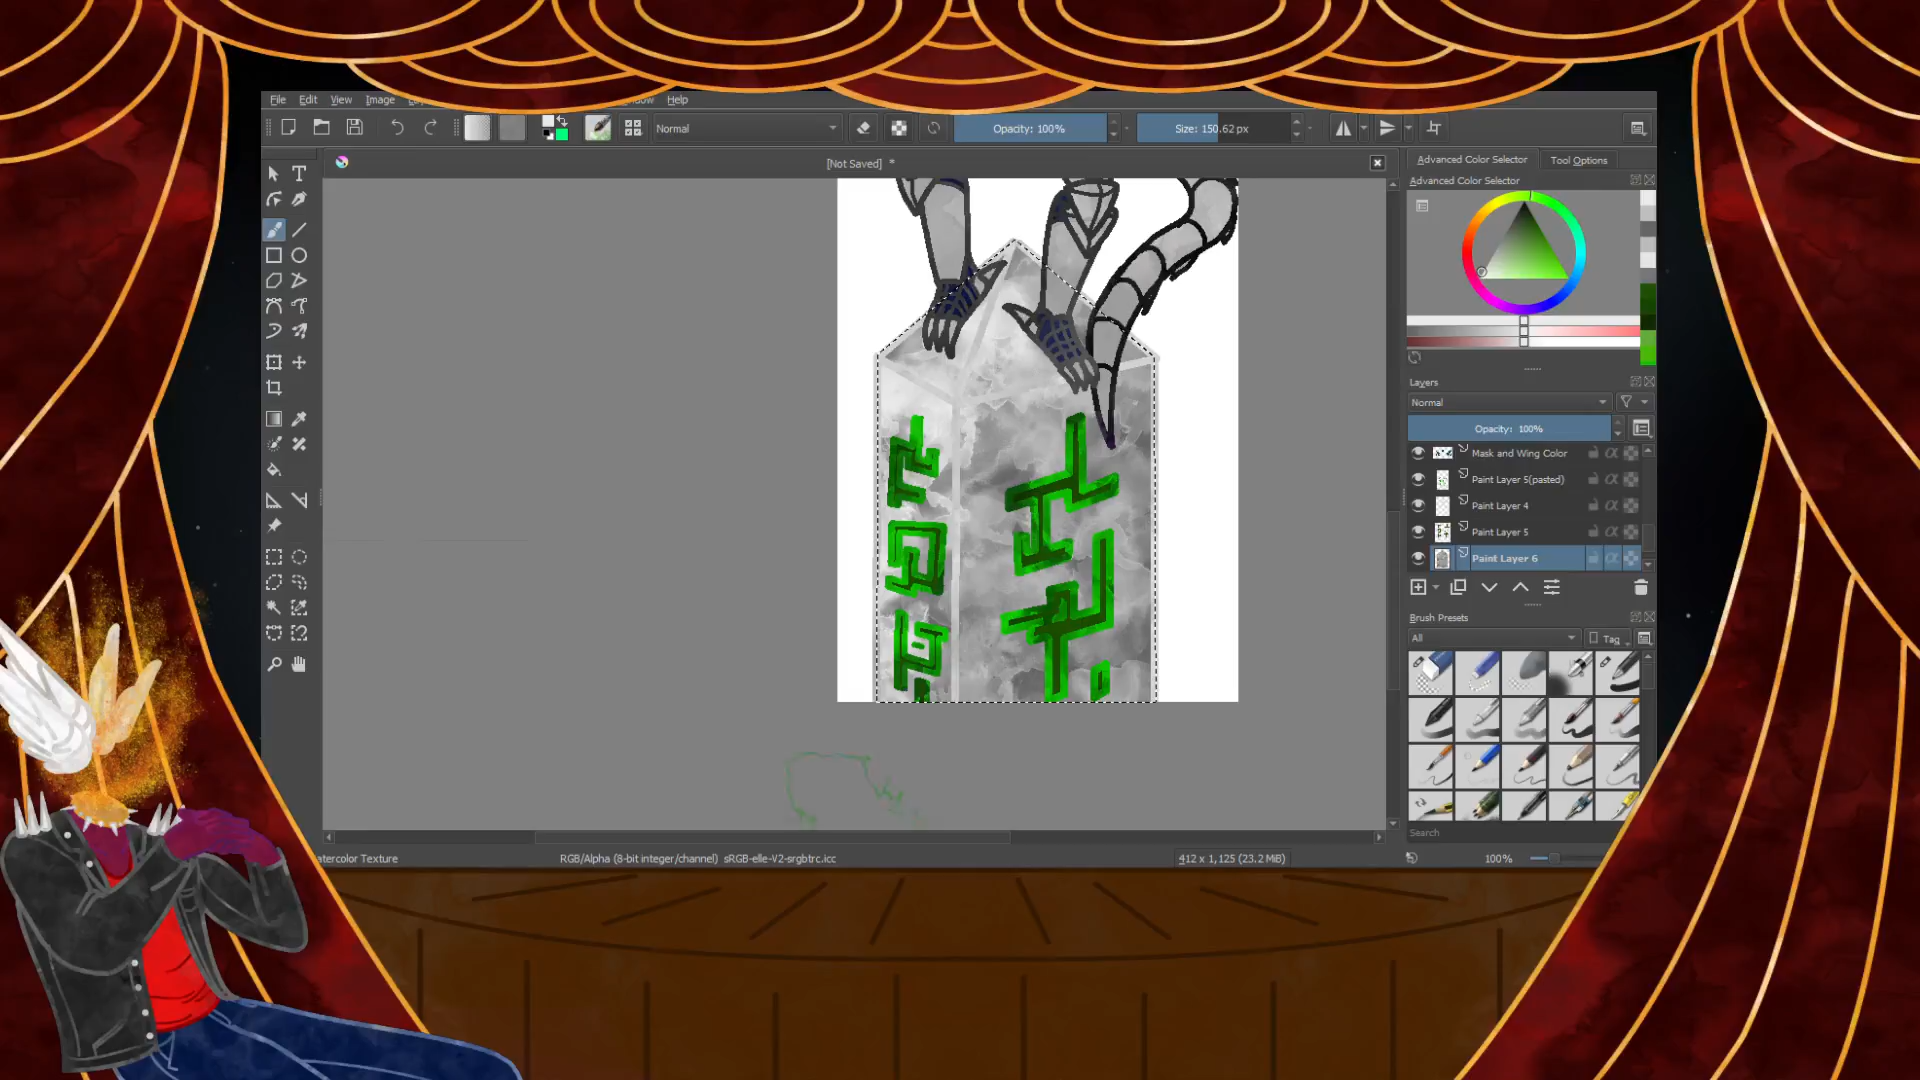 File Edit View Image Help
Normal Opacity: 100% Size: 150.62 px
[Not Saved] *
Advanced Color Selector Tool Options
Advanced Color Selector
Layers
Normal
Opacity: 100%
Mask and Wing Color
Paint Layer 5(pasted)
Paint Layer 4
Paint Layer 5
Paint Layer 6
Brush Presets
All Tag
Search
RGB/Alpha (8-bit integer/channel) sRGB-elle-V2-srgbtrc.icc 412 x 1,125 (23.2 MiB) 100%